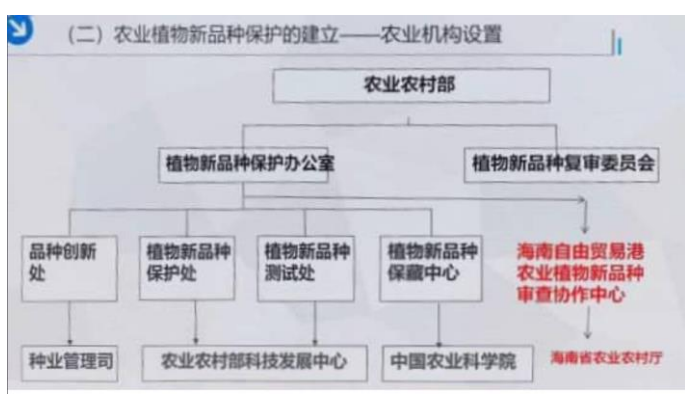 （二）农业植物新品种保护的建立——农业机构设置
农业农村部
植物新品种保护办公室
植物新品种复审委员会
品种创新
处
植物新品种
保护处
植物新品种
测试处
植物新品种
保藏中心
海南自由贸易港
农业植物新品种
审查协作中心
种业管理司
农业农村部科技发展中心
中国农业科学院
海南省农业农村厅